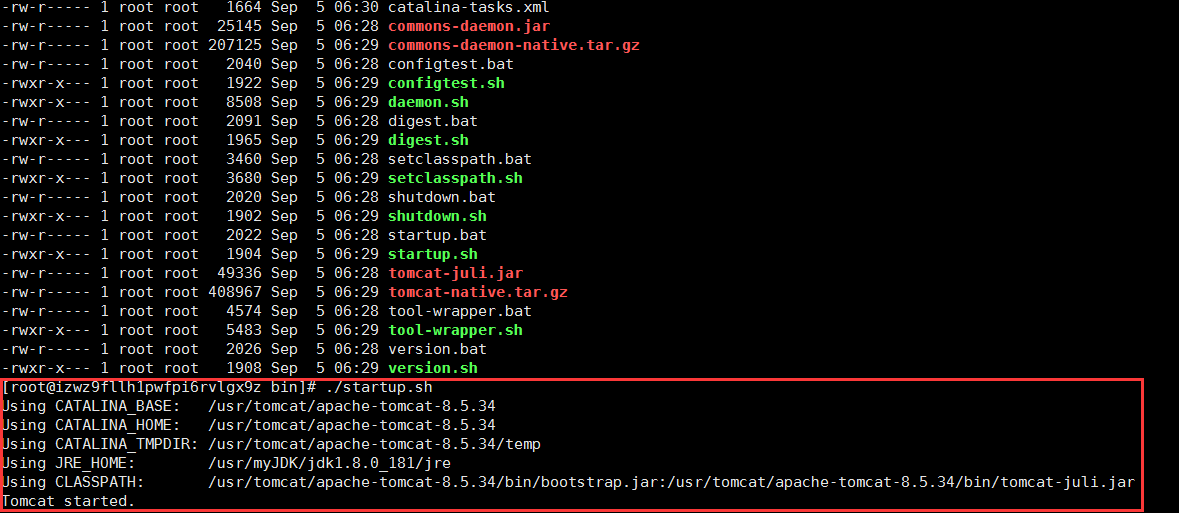 -rw-r----- 1 root root   1664 Sep  5 06:30 catalina-tasks.xml
-rw-r----- 1 root root  25145 Sep  5 06:28 commons-daemon.jar
-rw-r----- 1 root root 207125 Sep  5 06:29 commons-daemon-native.tar.gz
-rw-r----- 1 root root   2040 Sep  5 06:28 configtest.bat
-rwxr-x--- 1 root root   1922 Sep  5 06:29 configtest.sh
-rwxr-x--- 1 root root   8508 Sep  5 06:29 daemon.sh
-rw-r----- 1 root root   2091 Sep  5 06:28 digest.bat
-rwxr-x--- 1 root root   1965 Sep  5 06:29 digest.sh
-rw-r----- 1 root root   3460 Sep  5 06:28 setclasspath.bat
-rwxr-x--- 1 root root   3680 Sep  5 06:29 setclasspath.sh
-rw-r----- 1 root root   2020 Sep  5 06:28 shutdown.bat
-rwxr-x--- 1 root root   1902 Sep  5 06:29 shutdown.sh
-rw-r----- 1 root root   2022 Sep  5 06:28 startup.bat
-rwxr-x--- 1 root root   1904 Sep  5 06:29 startup.sh
-rw-r----- 1 root root  49336 Sep  5 06:28 tomcat-juli.jar
-rw-r----- 1 root root 408967 Sep  5 06:29 tomcat-native.tar.gz
-rw-r----- 1 root root   4574 Sep  5 06:28 tool-wrapper.bat
-rwxr-x--- 1 root root   5483 Sep  5 06:29 tool-wrapper.sh
-rw-r----- 1 root root   2026 Sep  5 06:28 version.bat
-rwxr-x--- 1 root root   1908 Sep  5 06:29 version.sh
[root@izwz9fllh1pwfpi6rvlgx9z bin]# ./startup.sh
Using CATALINA_BASE:   /usr/tomcat/apache-tomcat-8.5.34
Using CATALINA_HOME:   /usr/tomcat/apache-tomcat-8.5.34
Using CATALINA_TMPDIR: /usr/tomcat/apache-tomcat-8.5.34/temp
Using JRE_HOME:        /usr/myJDK/jdk1.8.0_181/jre
Using CLASSPATH:       /usr/tomcat/apache-tomcat-8.5.34/bin/bootstrap.jar:/usr/tomcat/apache-tomcat-8.5.34/bin/tomcat-juli.jar
Tomcat started.